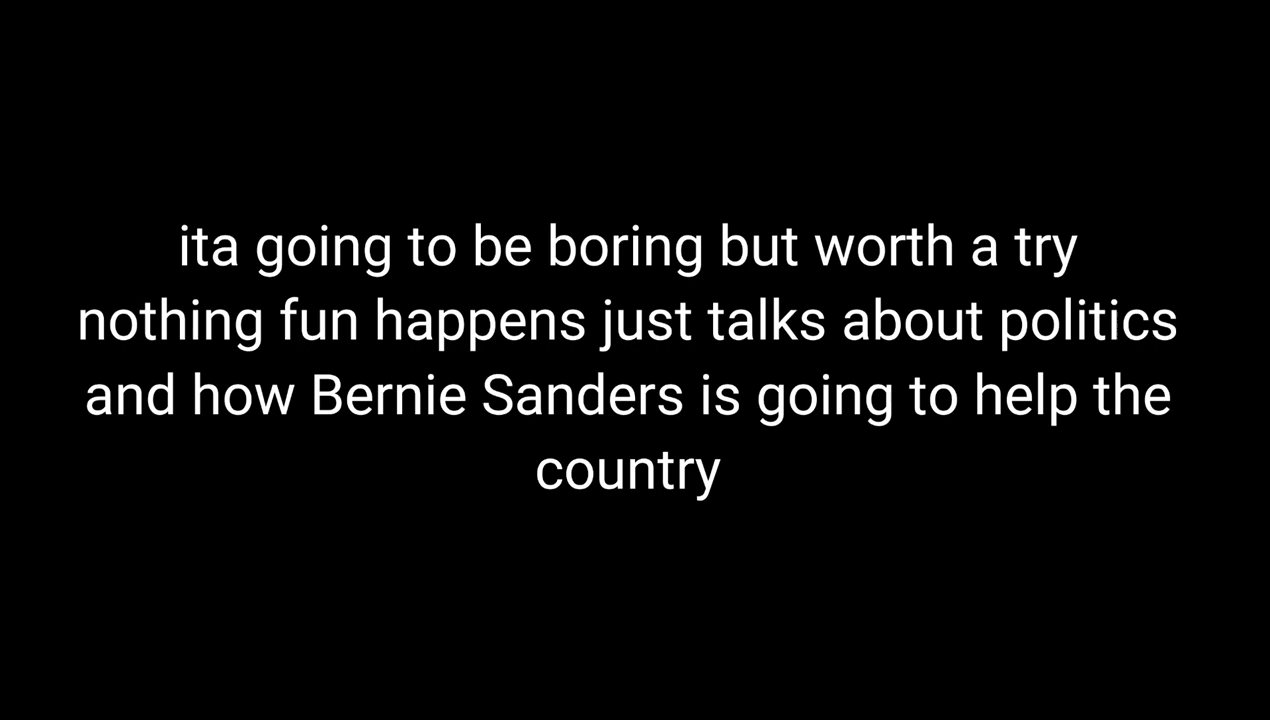 ita going to be boring but worth a try
nothing fun happens just talks about politics
and how Bernie Sanders is going to help the
country